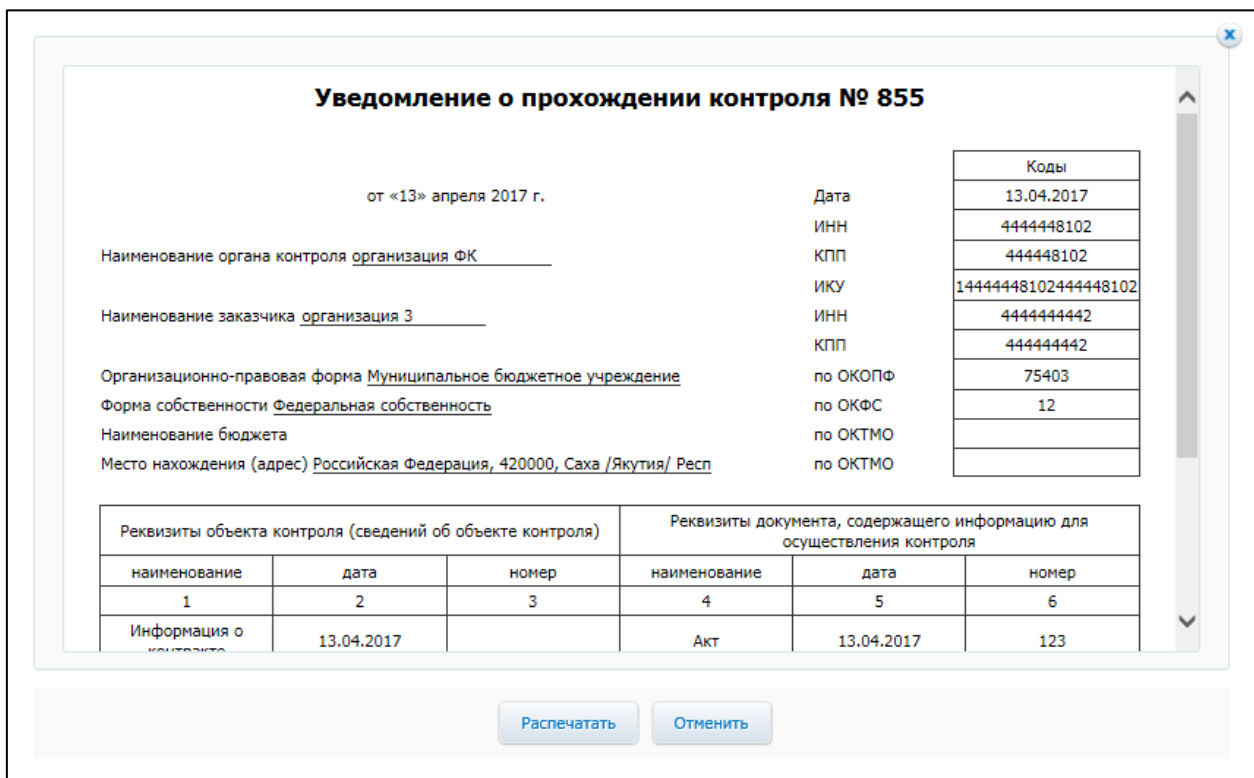 Уведомление о прохождении контроля № 855
Коды
от «13» апреля 2017 г. Дата 13.04.2017
ИНН 4444448102
Наименование органа контроля организация ФК КПП 444448102
ИКУ 14444448102444448102
Наименование заказчика организация 3 ИНН 4444444442
КПП 444444442
Организационно-правовая форма Муниципальное бюджетное учреждение по ОКОПФ 75403
Форма собственности Федеральная собственность по ОКФС 12
Наименование бюджета по ОКТМО
Место нахождения (адрес) Российская Федерация, 420000, Саха /Якутия/ Респ по ОКТМО
Реквизиты объекта контроля (сведений об объекте контроля) Реквизиты документа, содержащего информацию для
осуществления контроля
наименование дата номер наименование дата номер
1 2 3 4 5 6
Информация о 13.04.2017 Акт 13.04.2017 123
контракте
Распечатать Отменить